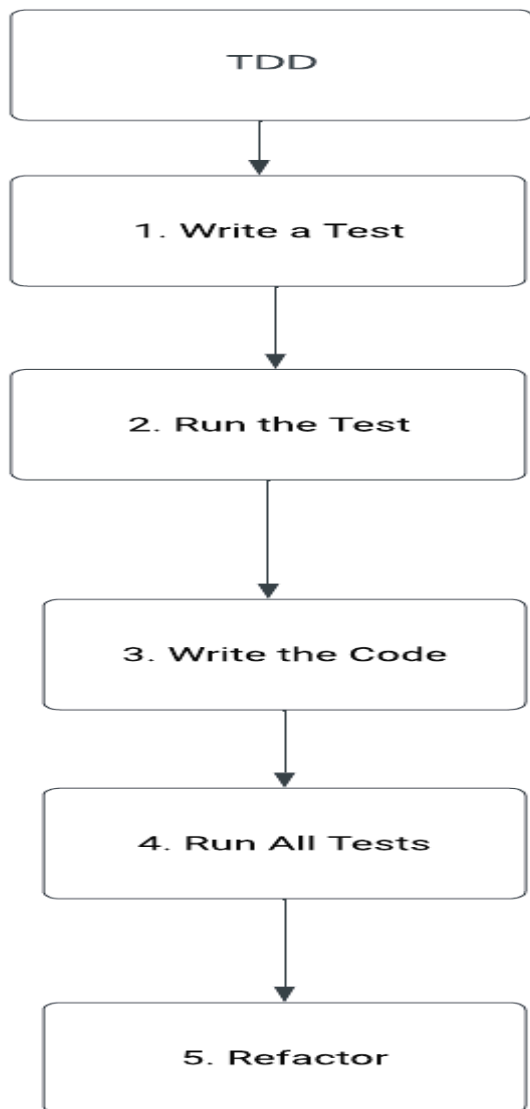 TDD
1. Write a Test
2. Run the Test
3. Write the Code
4. Run All Tests
5. Refactor